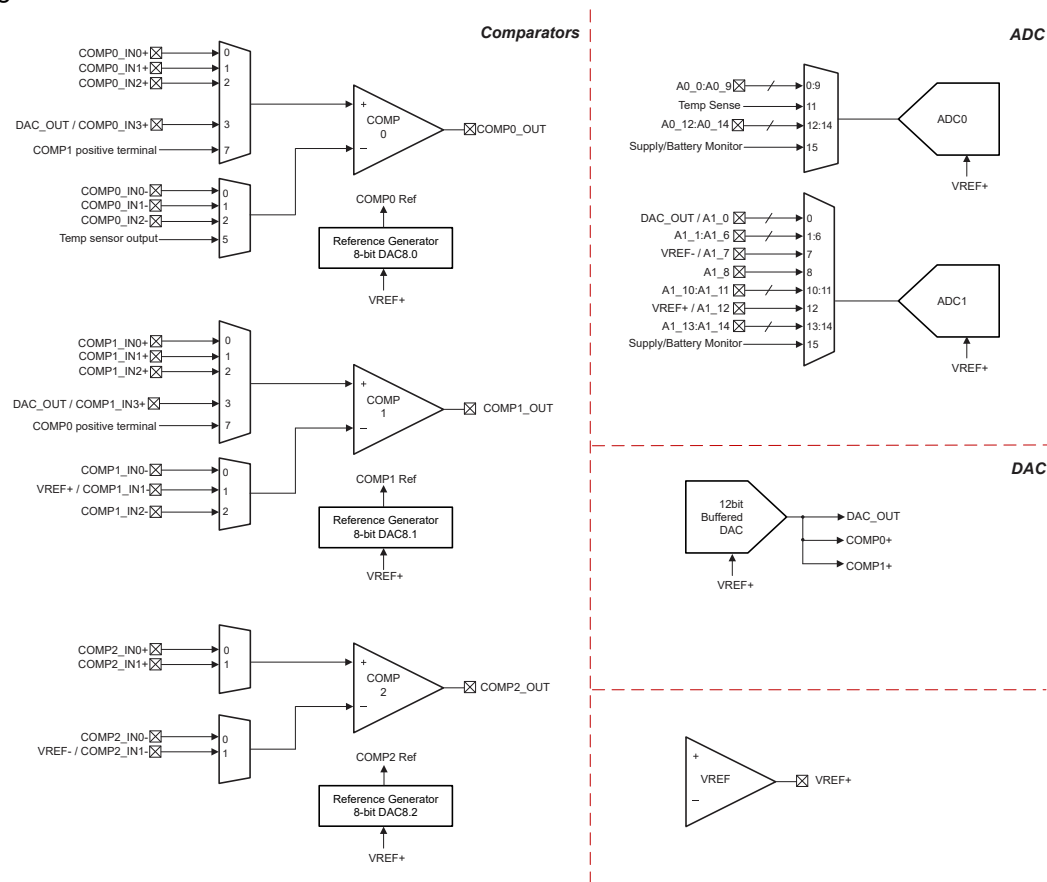 Comparators
COMP0_IN0+
0
COMP0_IN1+
1
COMP0_IN2+
2
DAC_OUT / COMP0_IN3+
3
COMP1 positive terminal
7
+
COMP
0
–
COMP0_OUT
COMP0_IN0-
0
COMP0_IN1-
1
COMP0_IN2-
2
Temp sensor output
5
COMP0 Ref
Reference Generator
8-bit DAC8.0
VREF+
COMP1_IN0+
0
COMP1_IN1+
1
COMP1_IN2+
2
DAC_OUT / COMP1_IN3+
3
COMP0 positive terminal
7
+
COMP
1
–
COMP1_OUT
COMP1_IN0-
0
VREF+ / COMP1_IN1-
1
COMP1_IN2-
2
COMP1 Ref
Reference Generator
8-bit DAC8.1
VREF+
COMP2_IN0+
0
COMP2_IN1+
1
+
COMP
2
–
COMP2_OUT
COMP2_IN0-
0
VREF- / COMP2_IN1-
1
COMP2 Ref
Reference Generator
8-bit DAC8.2
VREF+
ADC
A0_0:A0_9
0:9
Temp Sense
11
A0_12:A0_14
12:14
Supply/Battery Monitor
15
ADC0
VREF+
DAC_OUT / A1_0
0
A1_1:A1_6
1:6
VREF- / A1_7
7
A1_8
8
A1_10:A1_11
10:11
VREF+ / A1_12
12
A1_13:A1_14
13:14
Supply/Battery Monitor
15
ADC1
VREF+
DAC
12bit
Buffered
DAC
DAC_OUT
COMP0+
COMP1+
VREF+
+
VREF
–
VREF+